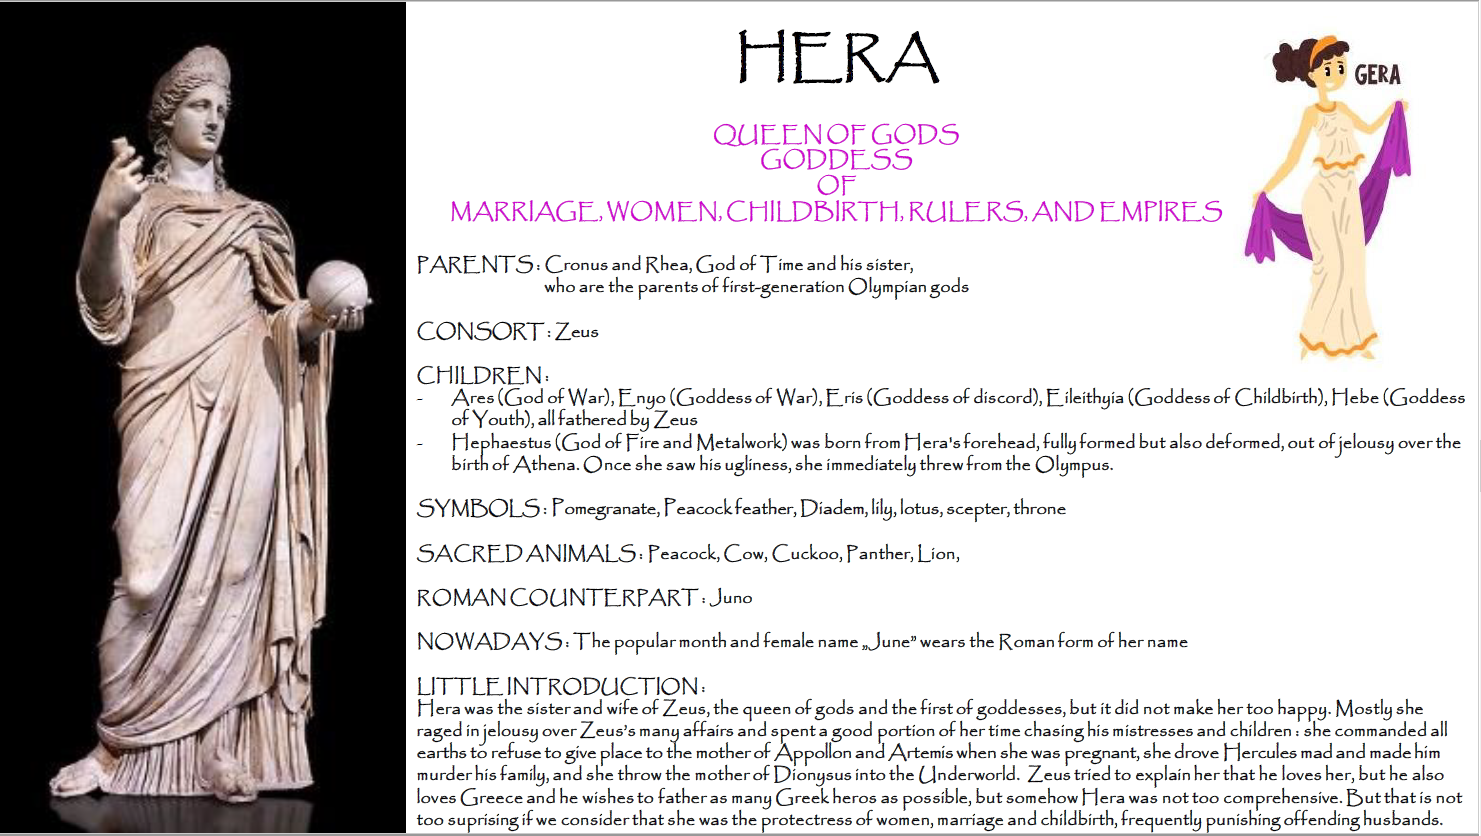 HERA
GERA
QUEEN OF GODS
GODDESS
OF
MARRIAGE, WOMEN, CHILDBIRTH, RULERS, AND EMPIRES
PARENTS : Cronus and Rhea, God of Time and his sister,
who are the parents of first-generation Olympian gods
CONSORT : Zeus
CHILDREN :
- Ares (God of War), Enyo (Goddess of War), Eris (Goddess of discord), Eileithyia (Goddess of Childbirth), Hebe (Goddess
of Youth), all fathered by Zeus
- Hephaestus (God of Fire and Metalwork) was born from Hera's forehead, fully formed but also deformed, out of jelousy over the
birth of Athena. Once she saw his ugliness, she immediately threw from the Olympus.
SYMBOLS : Pomegranate, Peacock feather, Diadem, lily, lotus, scepter, throne
SACRED ANIMALS : Peacock, Cow, Cuckoo, Panther, Lion,
ROMAN COUNTERPART : Juno
NOWADAYS : The popular month and female name „June” wears the Roman form of her name
LITTLE INTRODUCTION :
Hera was the sister and wife of Zeus, the queen of gods and the first of goddesses, but it did not make her too happy. Mostly she
raged in jelousy over Zeus's many affairs and spent a good portion of her time chasing his mistresses and children : she commanded all
earths to refuse to give place to the mother of Appollon and Artemis when she was pregnant, she drove Hercules mad and made him
murder his family, and she throw the mother of Dionysus into the Underworld. Zeus tried to explain her that he loves her, but he also
loves Greece and he wishes to father as many Greek heros as possible, but somehow Hera was not too comprehensive. But that is not
too suprising if we consider that she was the protectress of women, marriage and childbirth, frequently punishing offending husbands.